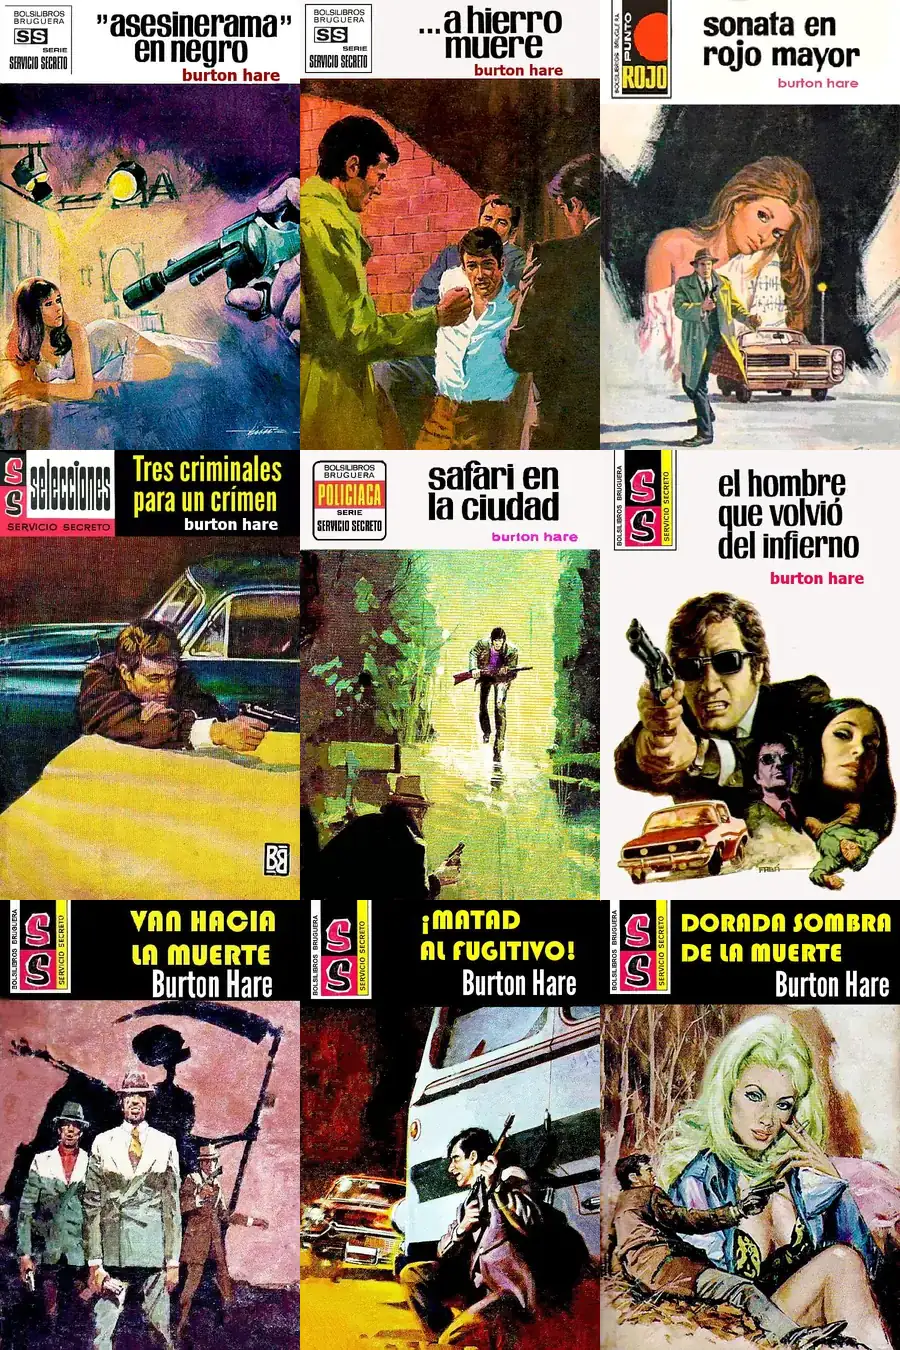 BOLSILIBROS
BRUGUERA
SS
SERIE
SERVICIO SECRETO
"asesinerama"
en negro
burton hare
BOLSILIBROS
BRUGUERA
SS
SERIE
SERVICIO SECRETO
...a hierro
muere
burton hare
BOLSILIBROS BRUGUERA
PUNTO
ROJO
sonata en
rojo mayor
burton hare
SS
selecciones
SERVICIO SECRETO
Tres criminales
para un crímen
burton hare
BB
BOLSILIBROS
BRUGUERA
POLICIACA
SERIE
SERVICIO SECRETO
safari en
la ciudad
burton hare
BOLSILIBROS BRUGUERA
SS
SERVICIO SECRETO
el hombre
que volvió
del infierno
burton hare
BOLSILIBROS BRUGUERA
SS
SERVICIO SECRETO
VAN HACIA
LA MUERTE
Burton Hare
BOLSILIBROS BRUGUERA
SS
SERVICIO SECRETO
¡MATAD
AL FUGITIVO!
Burton Hare
BOLSILIBROS BRUGUERA
SS
SERVICIO SECRETO
DORADA SOMBRA
DE LA MUERTE
Burton Hare